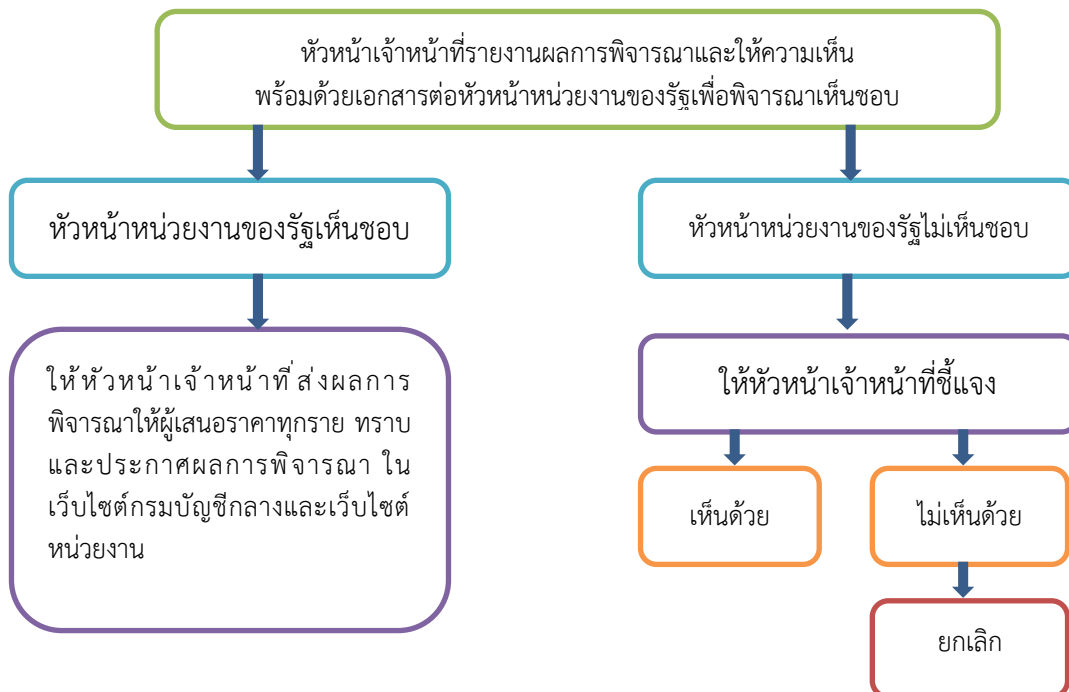 หัวหน้าเจ้าหน้าที่รายงานผลการพิจารณาและให้ความเห็น
พร้อมด้วยเอกสารต่อหัวหน้าหน่วยงานของรัฐเพื่อพิจารณาเห็นชอบ
หัวหน้าหน่วยงานของรัฐเห็นชอบ
หัวหน้าหน่วยงานของรัฐไม่เห็นชอบ
ให้หัวหน้าเจ้าหน้าที่ส่งผลการ
พิจารณาให้ผู้เสนอราคาทุกราย ทราบ
และประกาศผลการพิจารณา ใน
เว็บไซต์กรมบัญชีกลางและเว็บไซต์
หน่วยงาน
ให้หัวหน้าเจ้าหน้าที่ชี้แจง
เห็นด้วย
ไม่เห็นด้วย
ยกเลิก